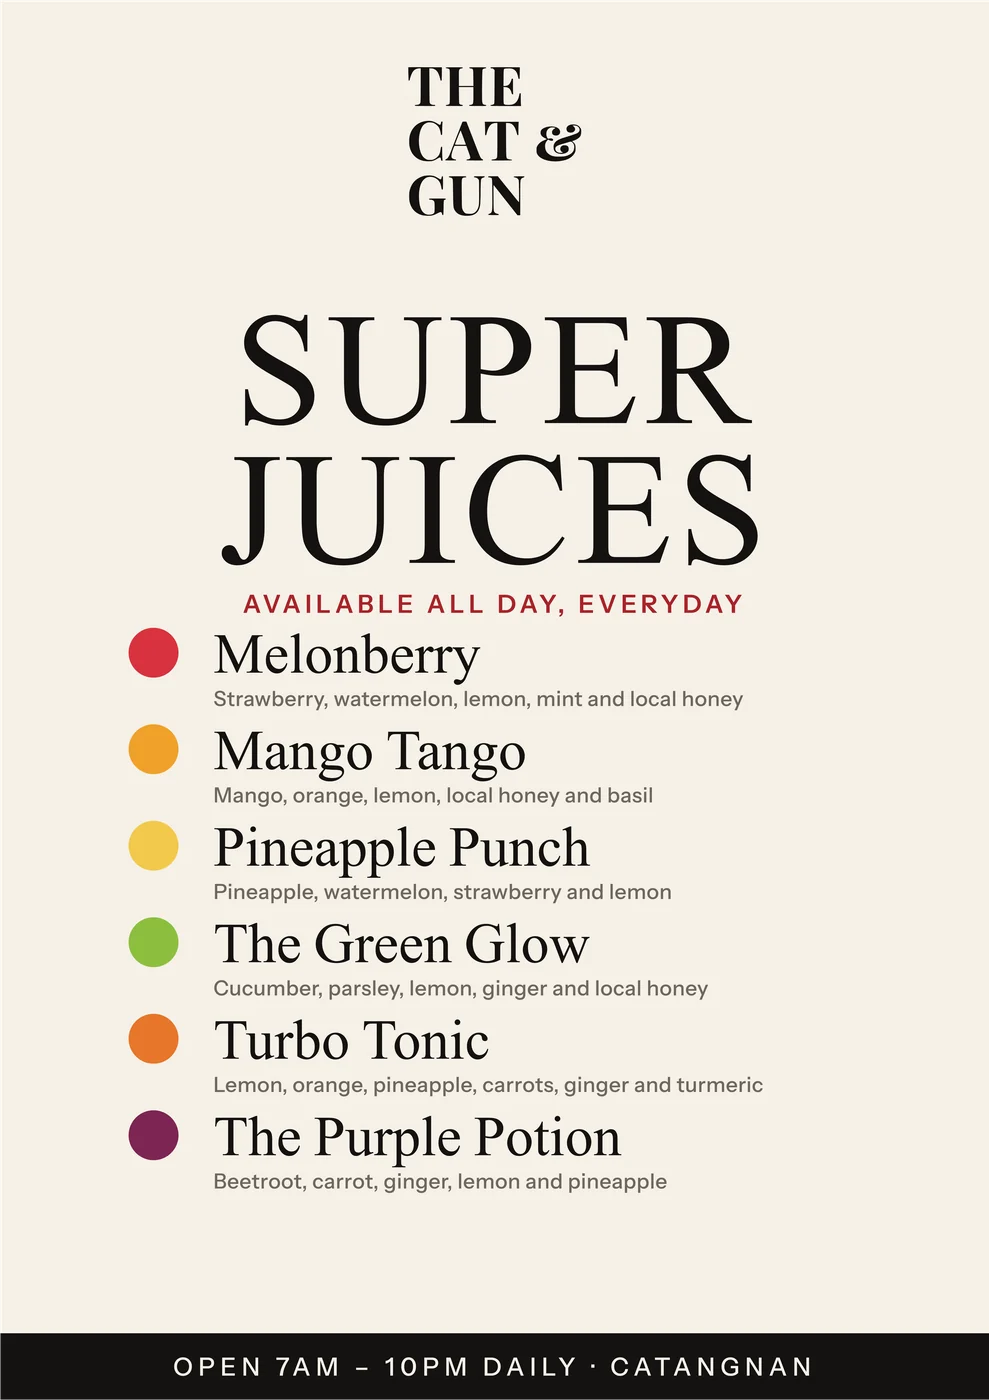 THE
CAT &
GUN
SUPER
JUICES
AVAILABLE ALL DAY, EVERYDAY
Melonberry
Strawberry, watermelon, lemon, mint and local honey
Mango Tango
Mango, orange, lemon, local honey and basil
Pineapple Punch
Pineapple, watermelon, strawberry and lemon
The Green Glow
Cucumber, parsley, lemon, ginger and local honey
Turbo Tonic
Lemon, orange, pineapple, carrots, ginger and turmeric
The Purple Potion
Beetroot, carrot, ginger, lemon and pineapple
OPEN 7AM – 10PM DAILY · CATANGNAN